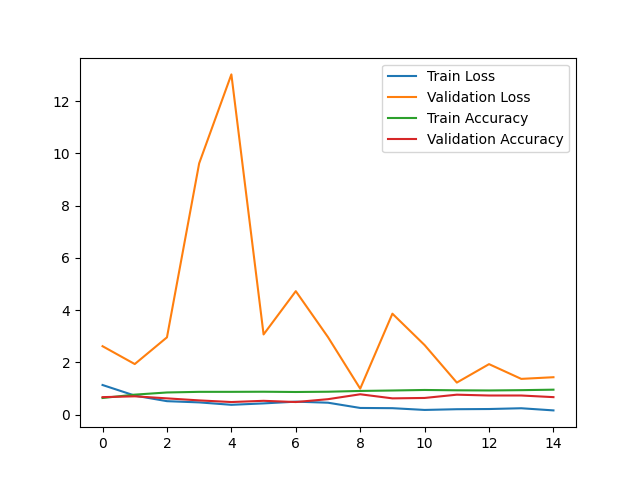 Train Loss
Validation Loss
Train Accuracy
Validation Accuracy
12
10
8
6
4
2
0
0 2 4 6 8 10 12 14